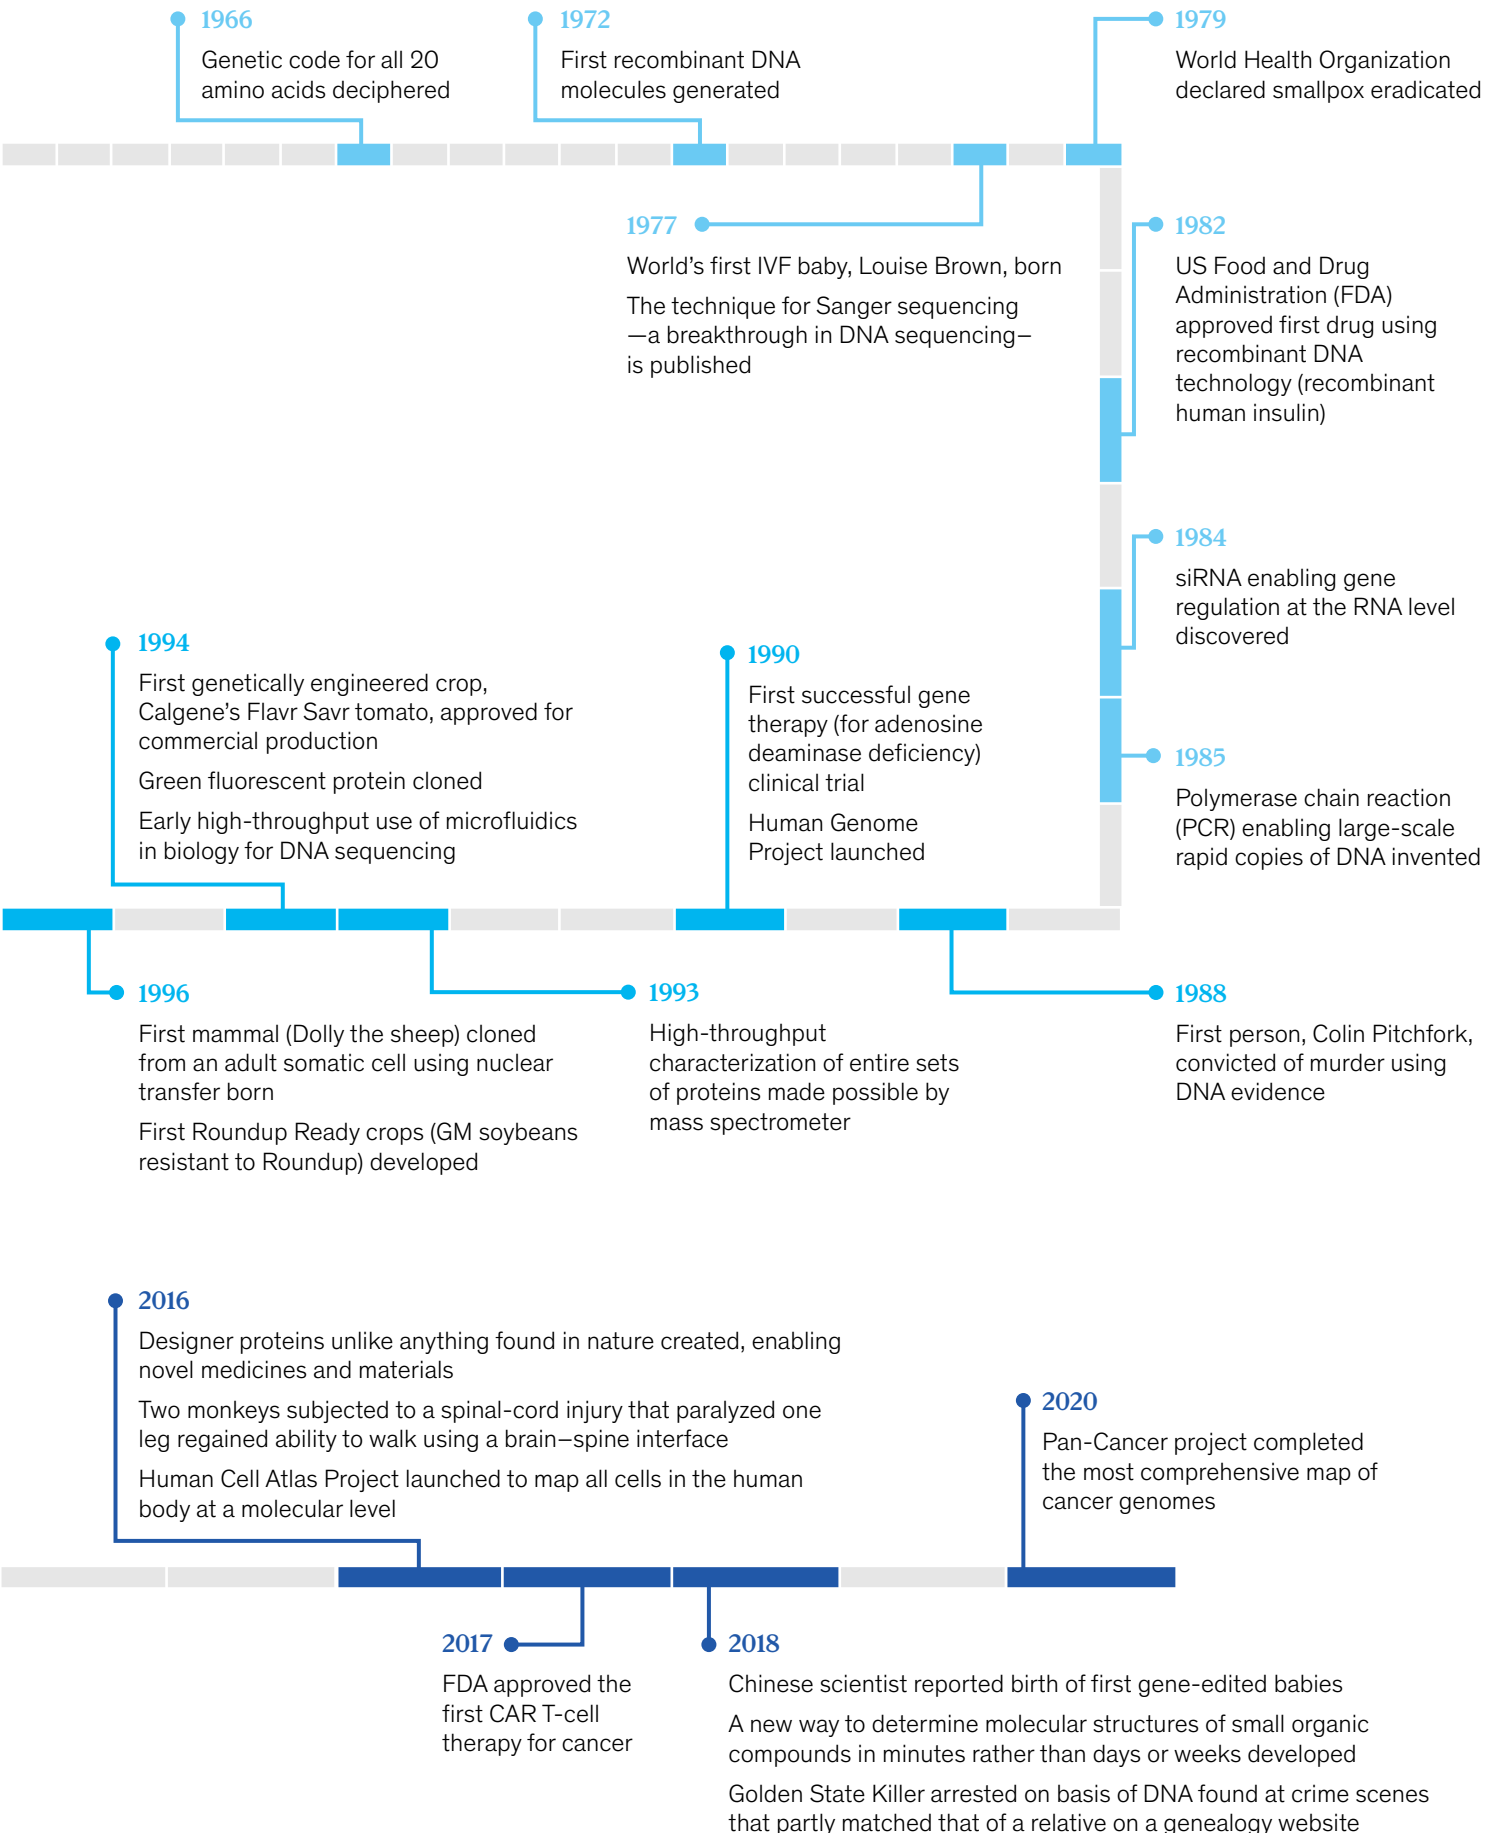 1966
Genetic code for all 20
amino acids deciphered
1972
First recombinant DNA
molecules generated
1979
World Health Organization
declared smallpox eradicated
1977
World’s first IVF baby, Louise Brown, born
The technique for Sanger sequencing
—a breakthrough in DNA sequencing–
is published
1982
US Food and Drug
Administration (FDA)
approved first drug using
recombinant DNA
technology (recombinant
human insulin)
1984
siRNA enabling gene
regulation at the RNA level
discovered
1985
Polymerase chain reaction
(PCR) enabling large-scale
rapid copies of DNA invented
1994
First genetically engineered crop,
Calgene’s Flavr Savr tomato, approved for
commercial production
Green fluorescent protein cloned
Early high-throughput use of microfluidics
in biology for DNA sequencing
1990
First successful gene
therapy (for adenosine
deaminase deficiency)
clinical trial
Human Genome
Project launched
1996
First mammal (Dolly the sheep) cloned
from an adult somatic cell using nuclear
transfer born
First Roundup Ready crops (GM soybeans
resistant to Roundup) developed
1993
High-throughput
characterization of entire sets
of proteins made possible by
mass spectrometer
1988
First person, Colin Pitchfork,
convicted of murder using
DNA evidence
2016
Designer proteins unlike anything found in nature created, enabling
novel medicines and materials
Two monkeys subjected to a spinal-cord injury that paralyzed one
leg regained ability to walk using a brain–spine interface
Human Cell Atlas Project launched to map all cells in the human
body at a molecular level
2020
Pan-Cancer project completed
the most comprehensive map of
cancer genomes
2017
FDA approved the
first CAR T-cell
therapy for cancer
2018
Chinese scientist reported birth of first gene-edited babies
A new way to determine molecular structures of small organic
compounds in minutes rather than days or weeks developed
Golden State Killer arrested on basis of DNA found at crime scenes
that partly matched that of a relative on a genealogy website